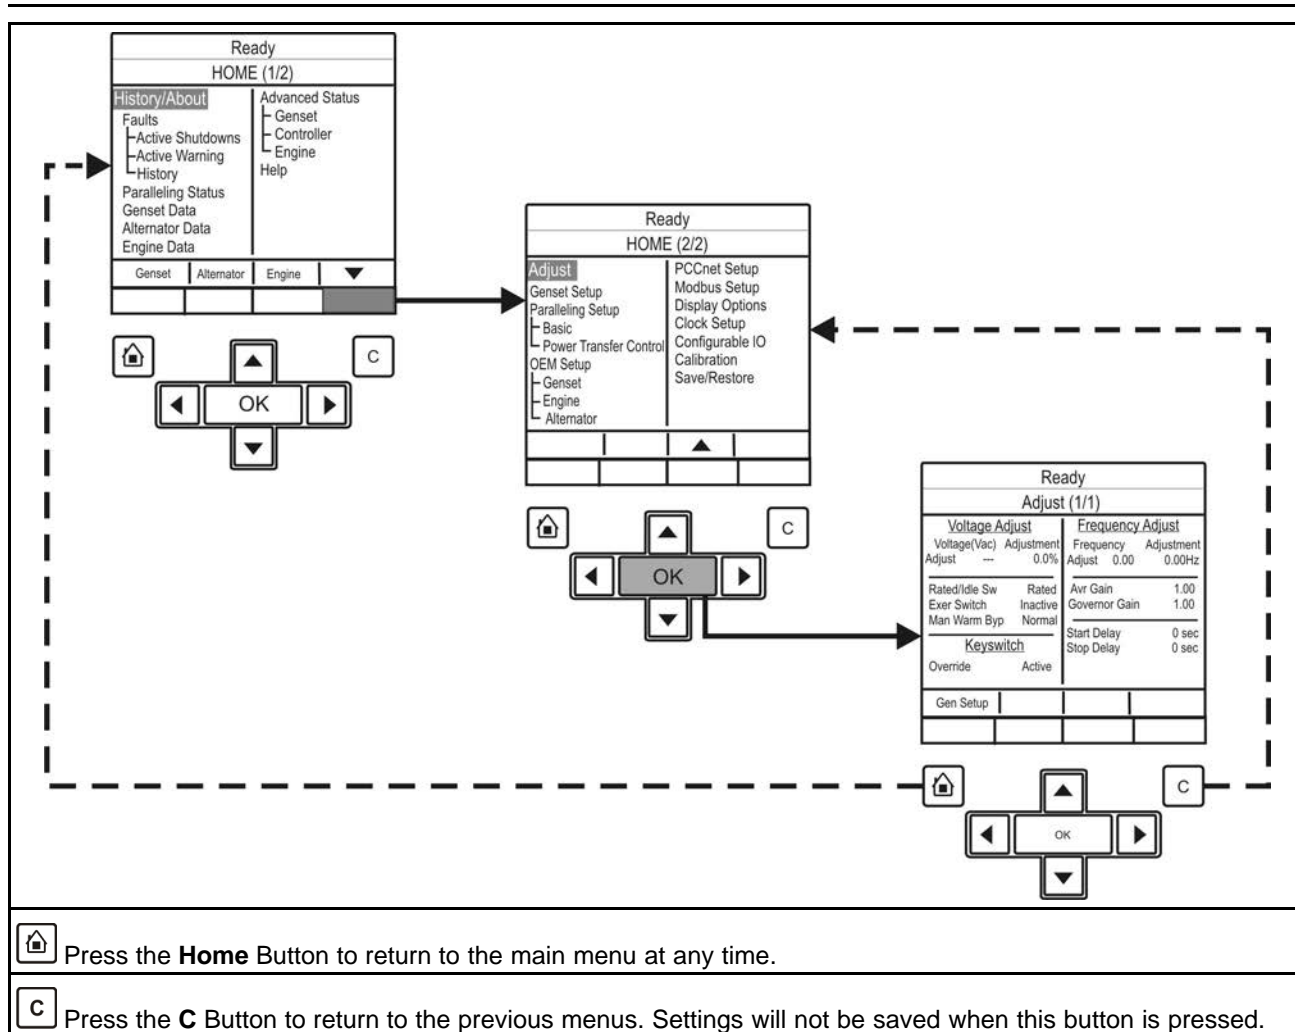 Ready
HOME (1/2)
History/About
Faults
Active Shutdowns
Active Warning
History
Paralleling Status
Genset Data
Alternator Data
Engine Data
Advanced Status
Genset
Controller
Engine
Help
Genset Alternator Engine
C
OK
Ready
HOME (2/2)
Adjust
Genset Setup
Paralleling Setup
Basic
Power Transfer Control
OEM Setup
Genset
Engine
Alternator
PCCnet Setup
Modbus Setup
Display Options
Clock Setup
Configurable IO
Calibration
Save/Restore
C
OK
Ready
Adjust (1/1)
Voltage Adjust
Voltage(Vac) Adjustment
Adjust --- 0.0%
Rated/Idle Sw Rated
Exer Switch Inactive
Man Warm Byp Normal
Keyswitch
Override Active
Frequency Adjust
Frequency Adjustment
Adjust 0.00 0.00Hz
Avr Gain 1.00
Governor Gain 1.00
Start Delay 0 sec
Stop Delay 0 sec
Gen Setup
C
OK
Press the Home Button to return to the main menu at any time.
C Press the C Button to return to the previous menus. Settings will not be saved when this button is pressed.